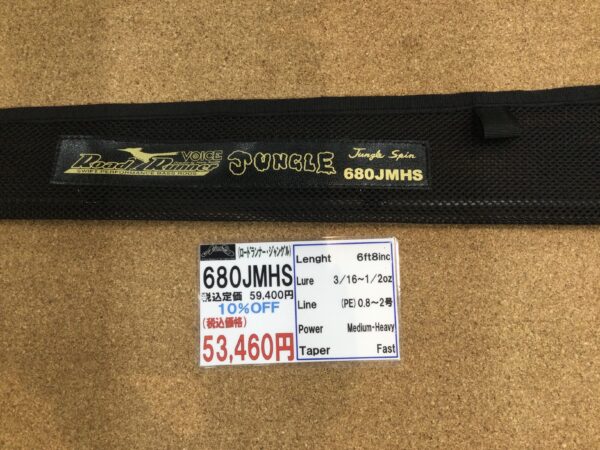 VOICE
Road Runner
SWIFT PERFORMANCE BASS ROD
JUNGLE
Jungle Spin
680JMHS
(ロードランナー・ジャングル)
680JMHS
税込定価 59,400円
10%OFF
(税込価格)
53,460円
Lenght 6ft8inc
Lure 3/16~1/2oz
Line (PE) 0.8~2号
Power Medium-Heavy
Taper Fast